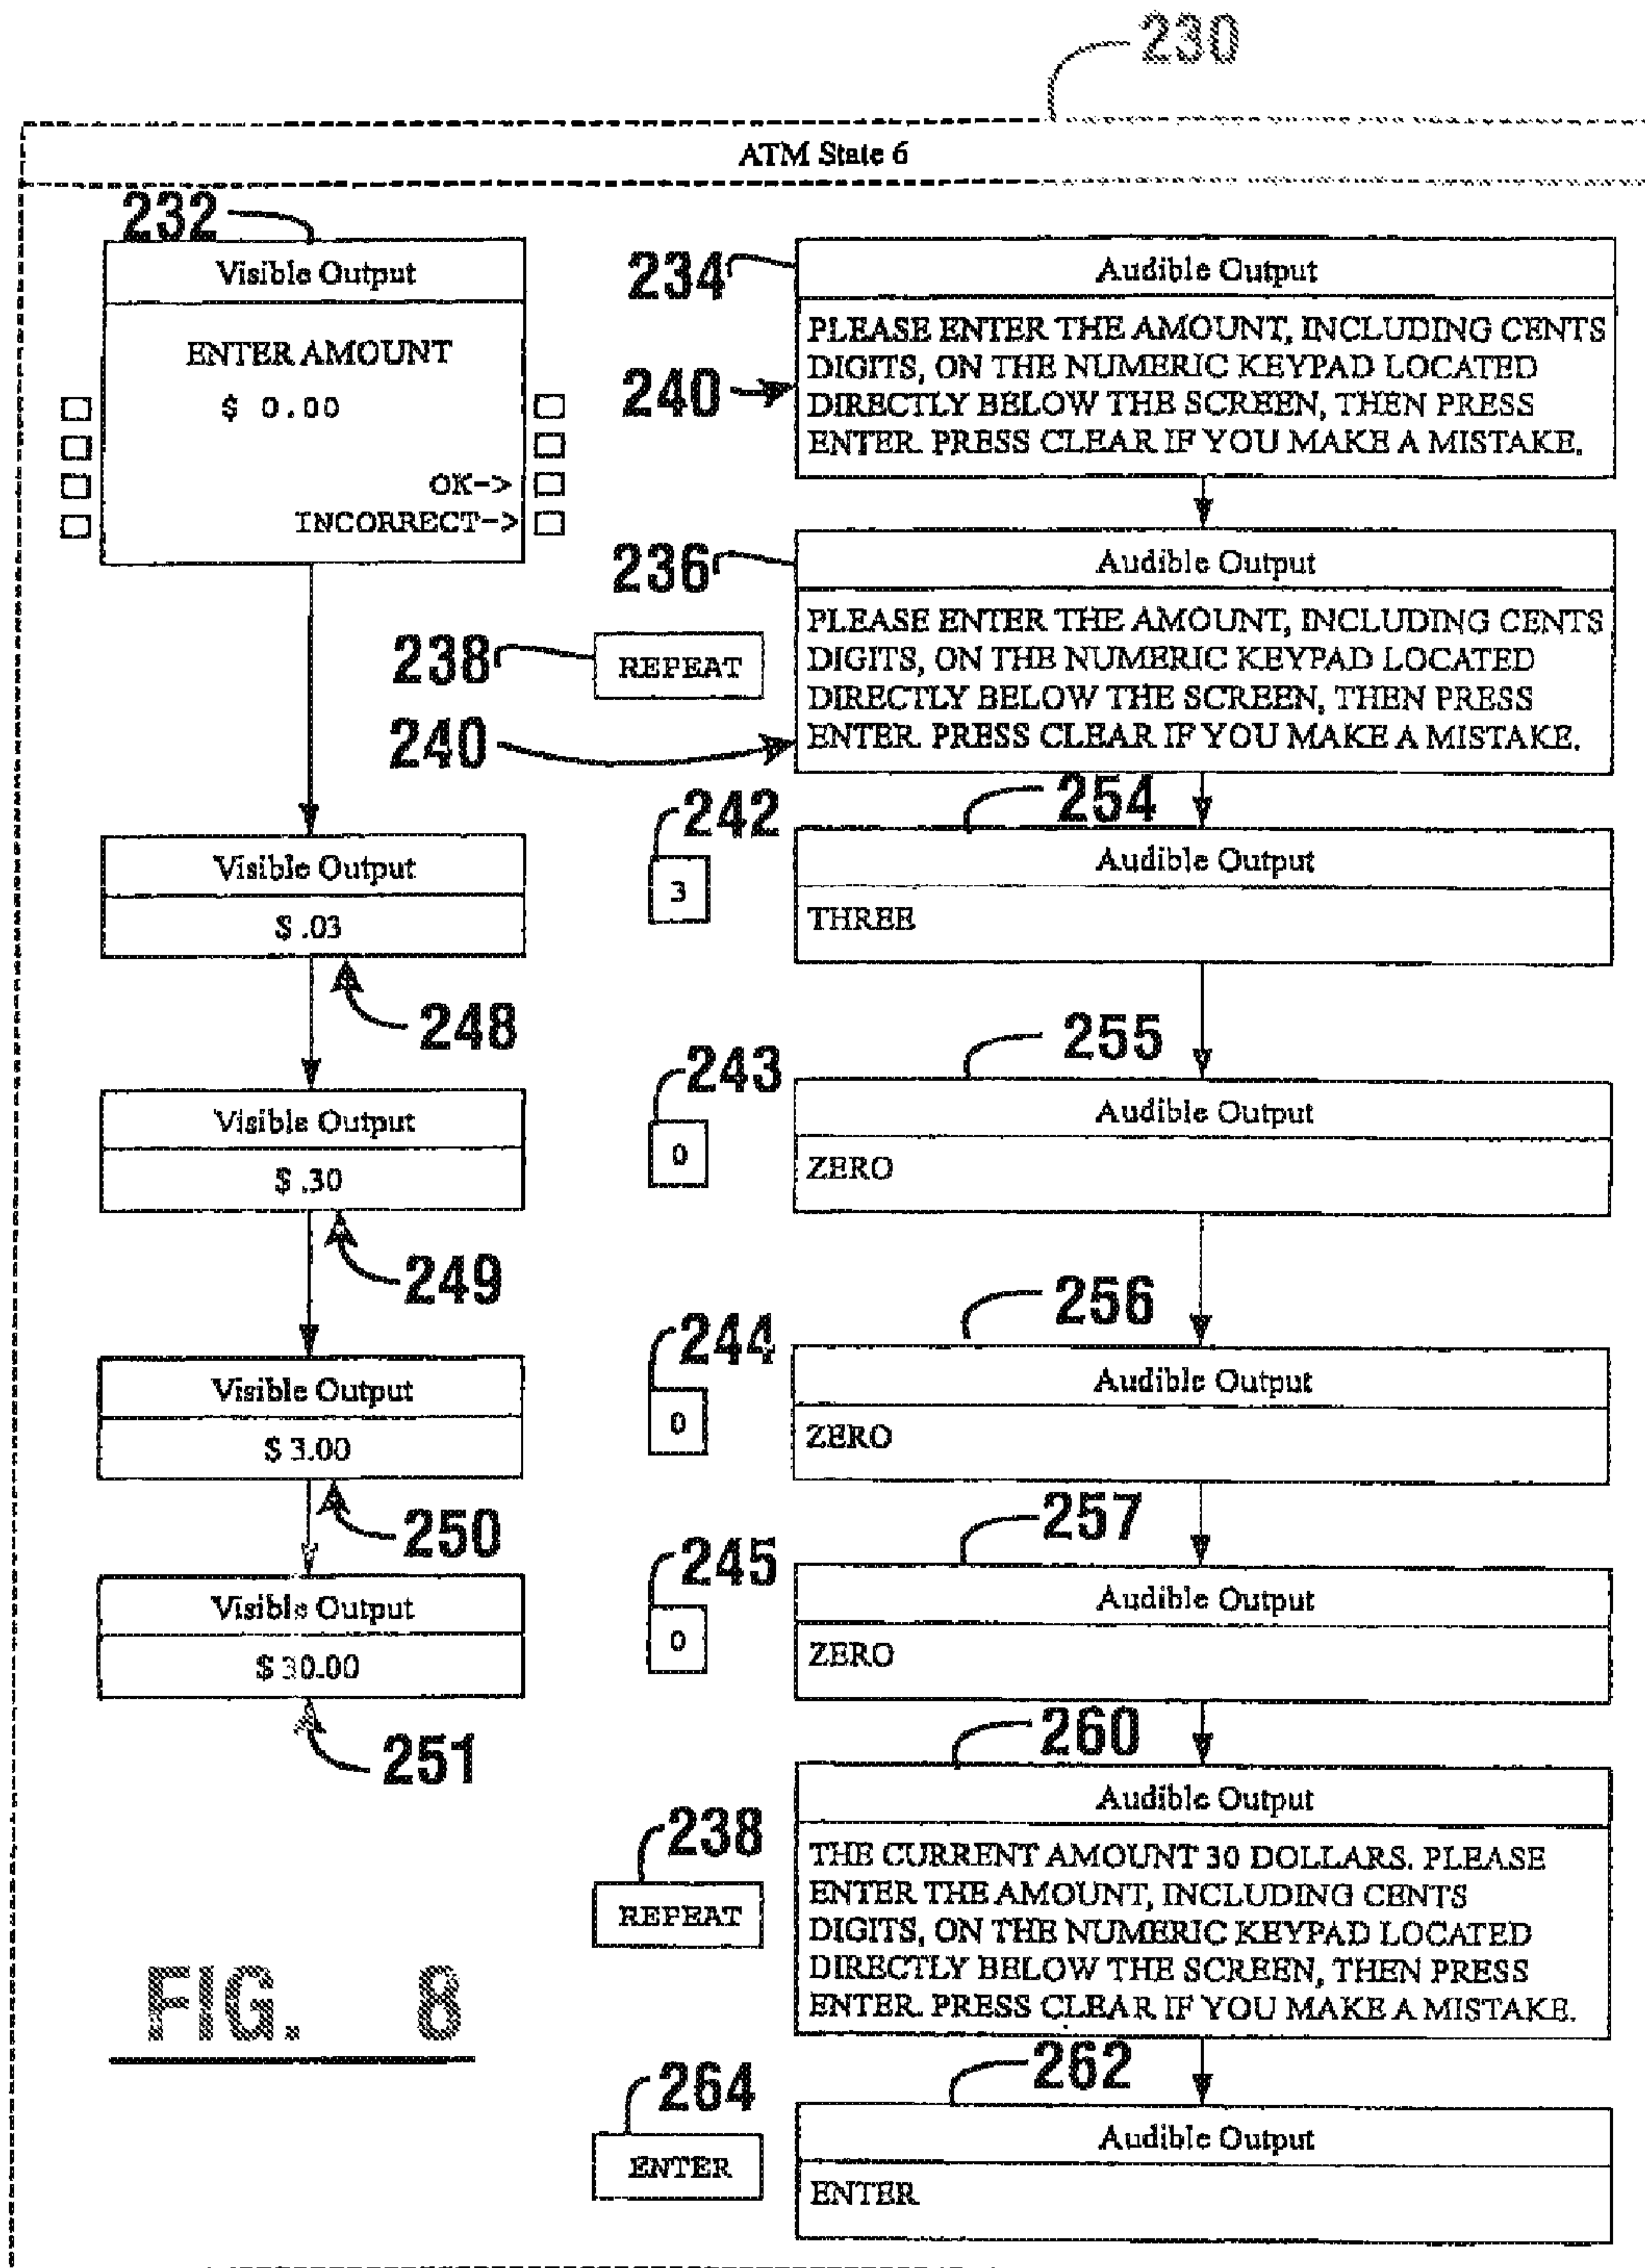 230
ATM State 6
232
Visible Output
ENTER AMOUNT
$ 0.00
OK->
INCORRECT->
234
Audible Output
240
PLEASE ENTER THE AMOUNT, INCLUDING CENTS
DIGITS, ON THE NUMERIC KEYPAD LOCATED
DIRECTLY BELOW THE SCREEN, THEN PRESS
ENTER. PRESS CLEAR IF YOU MAKE A MISTAKE.
236
Audible Output
238
REPEAT
240
PLEASE ENTER THE AMOUNT, INCLUDING CENTS
DIGITS, ON THE NUMERIC KEYPAD LOCATED
DIRECTLY BELOW THE SCREEN, THEN PRESS
ENTER. PRESS CLEAR IF YOU MAKE A MISTAKE.
Visible Output
$ .03
248
242
3
254
Audible Output
THREE
Visible Output
$ .30
249
243
0
255
Audible Output
ZERO
Visible Output
$ 3.00
250
244
0
256
Audible Output
ZERO
Visible Output
$ 30.00
251
245
0
257
Audible Output
ZERO
238
REPEAT
260
Audible Output
THE CURRENT AMOUNT 30 DOLLARS. PLEASE
ENTER THE AMOUNT, INCLUDING CENTS
DIGITS, ON THE NUMERIC KEYPAD LOCATED
DIRECTLY BELOW THE SCREEN, THEN PRESS
ENTER. PRESS CLEAR IF YOU MAKE A MISTAKE.
FIG. 8
264
ENTER
262
Audible Output
ENTER